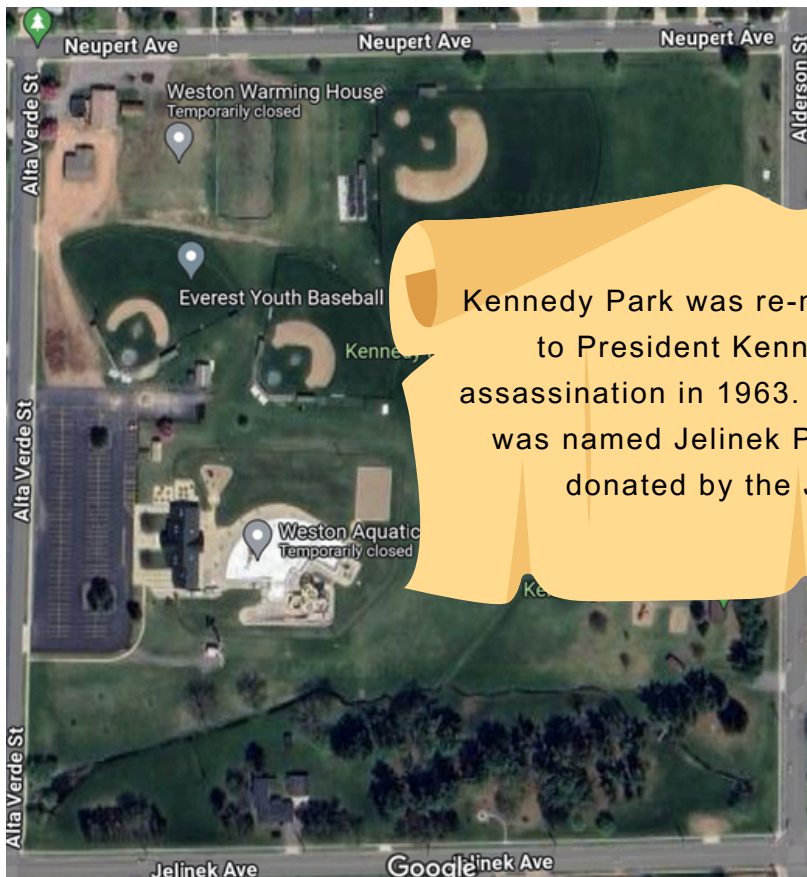 Neupert Ave
Neupert Ave
Neupert Ave
Alta Verde St
Alderson St
Weston Warming House
Temporarily closed
Everest Youth Baseball
Kennedy Park was re-
to President
assassination in 1963.
was named Jelinek
donated by the
Alta Verde St
Weston Aquatic
Temporarily closed
Alta Verde St
Jelinek Ave
Google
Ave